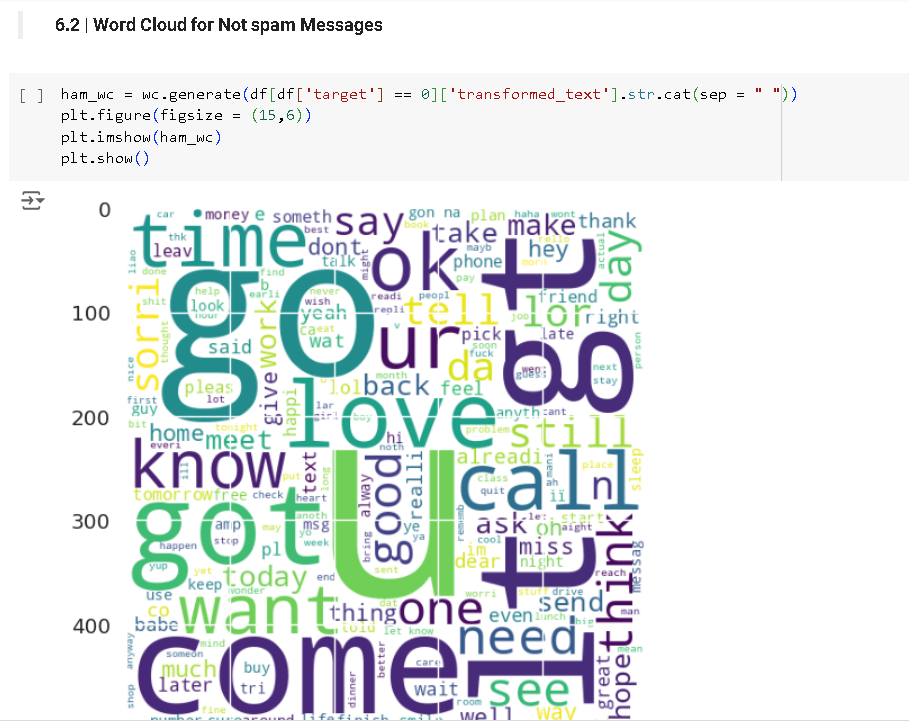 6.2 | Word Cloud for Not spam Messages
[ ] ham_wc = wc.generate(df[df['target'] == 0]['transformed_text'].str.cat(sep = " "))
plt.figure(figsize = (15,6))
plt.imshow(ham_wc)
plt.show()
0
100
200
300
400
car money e someth say gon na plan haha wont thank
time best book take make
thk leav dont mayb hey
liao talk might ok phone day actual
done find pay gt
sorri shit help b earli never readi peopl tell friend
go look hour work wish yeah repli v job lor right
thought ca eat wat ur pick late person
said soon fuck da
nice pleas month wen guess next stay
lot give happi lol back feel
first guy lar girl boy love anyth cant
bit home tonight meet hi problem still
everi noth alreadi
know ill text long put good alway realli call mani place sleep
tomorrow free check heart class quit ah ü n
got anoth u ye ya rememb ask oh start aight
amp may msg yo cool
stop pl week bring im miss
happen dear night think messag
yup yet today end sent lt reach
use keep wonder worri stuff drive
co want dat thing one send man
babe told let know even lunch big
come mind better need mean
anyway someon care
much buy great hope
later tri dinner wait see
shop room
fine well way
number sure around life finish smile